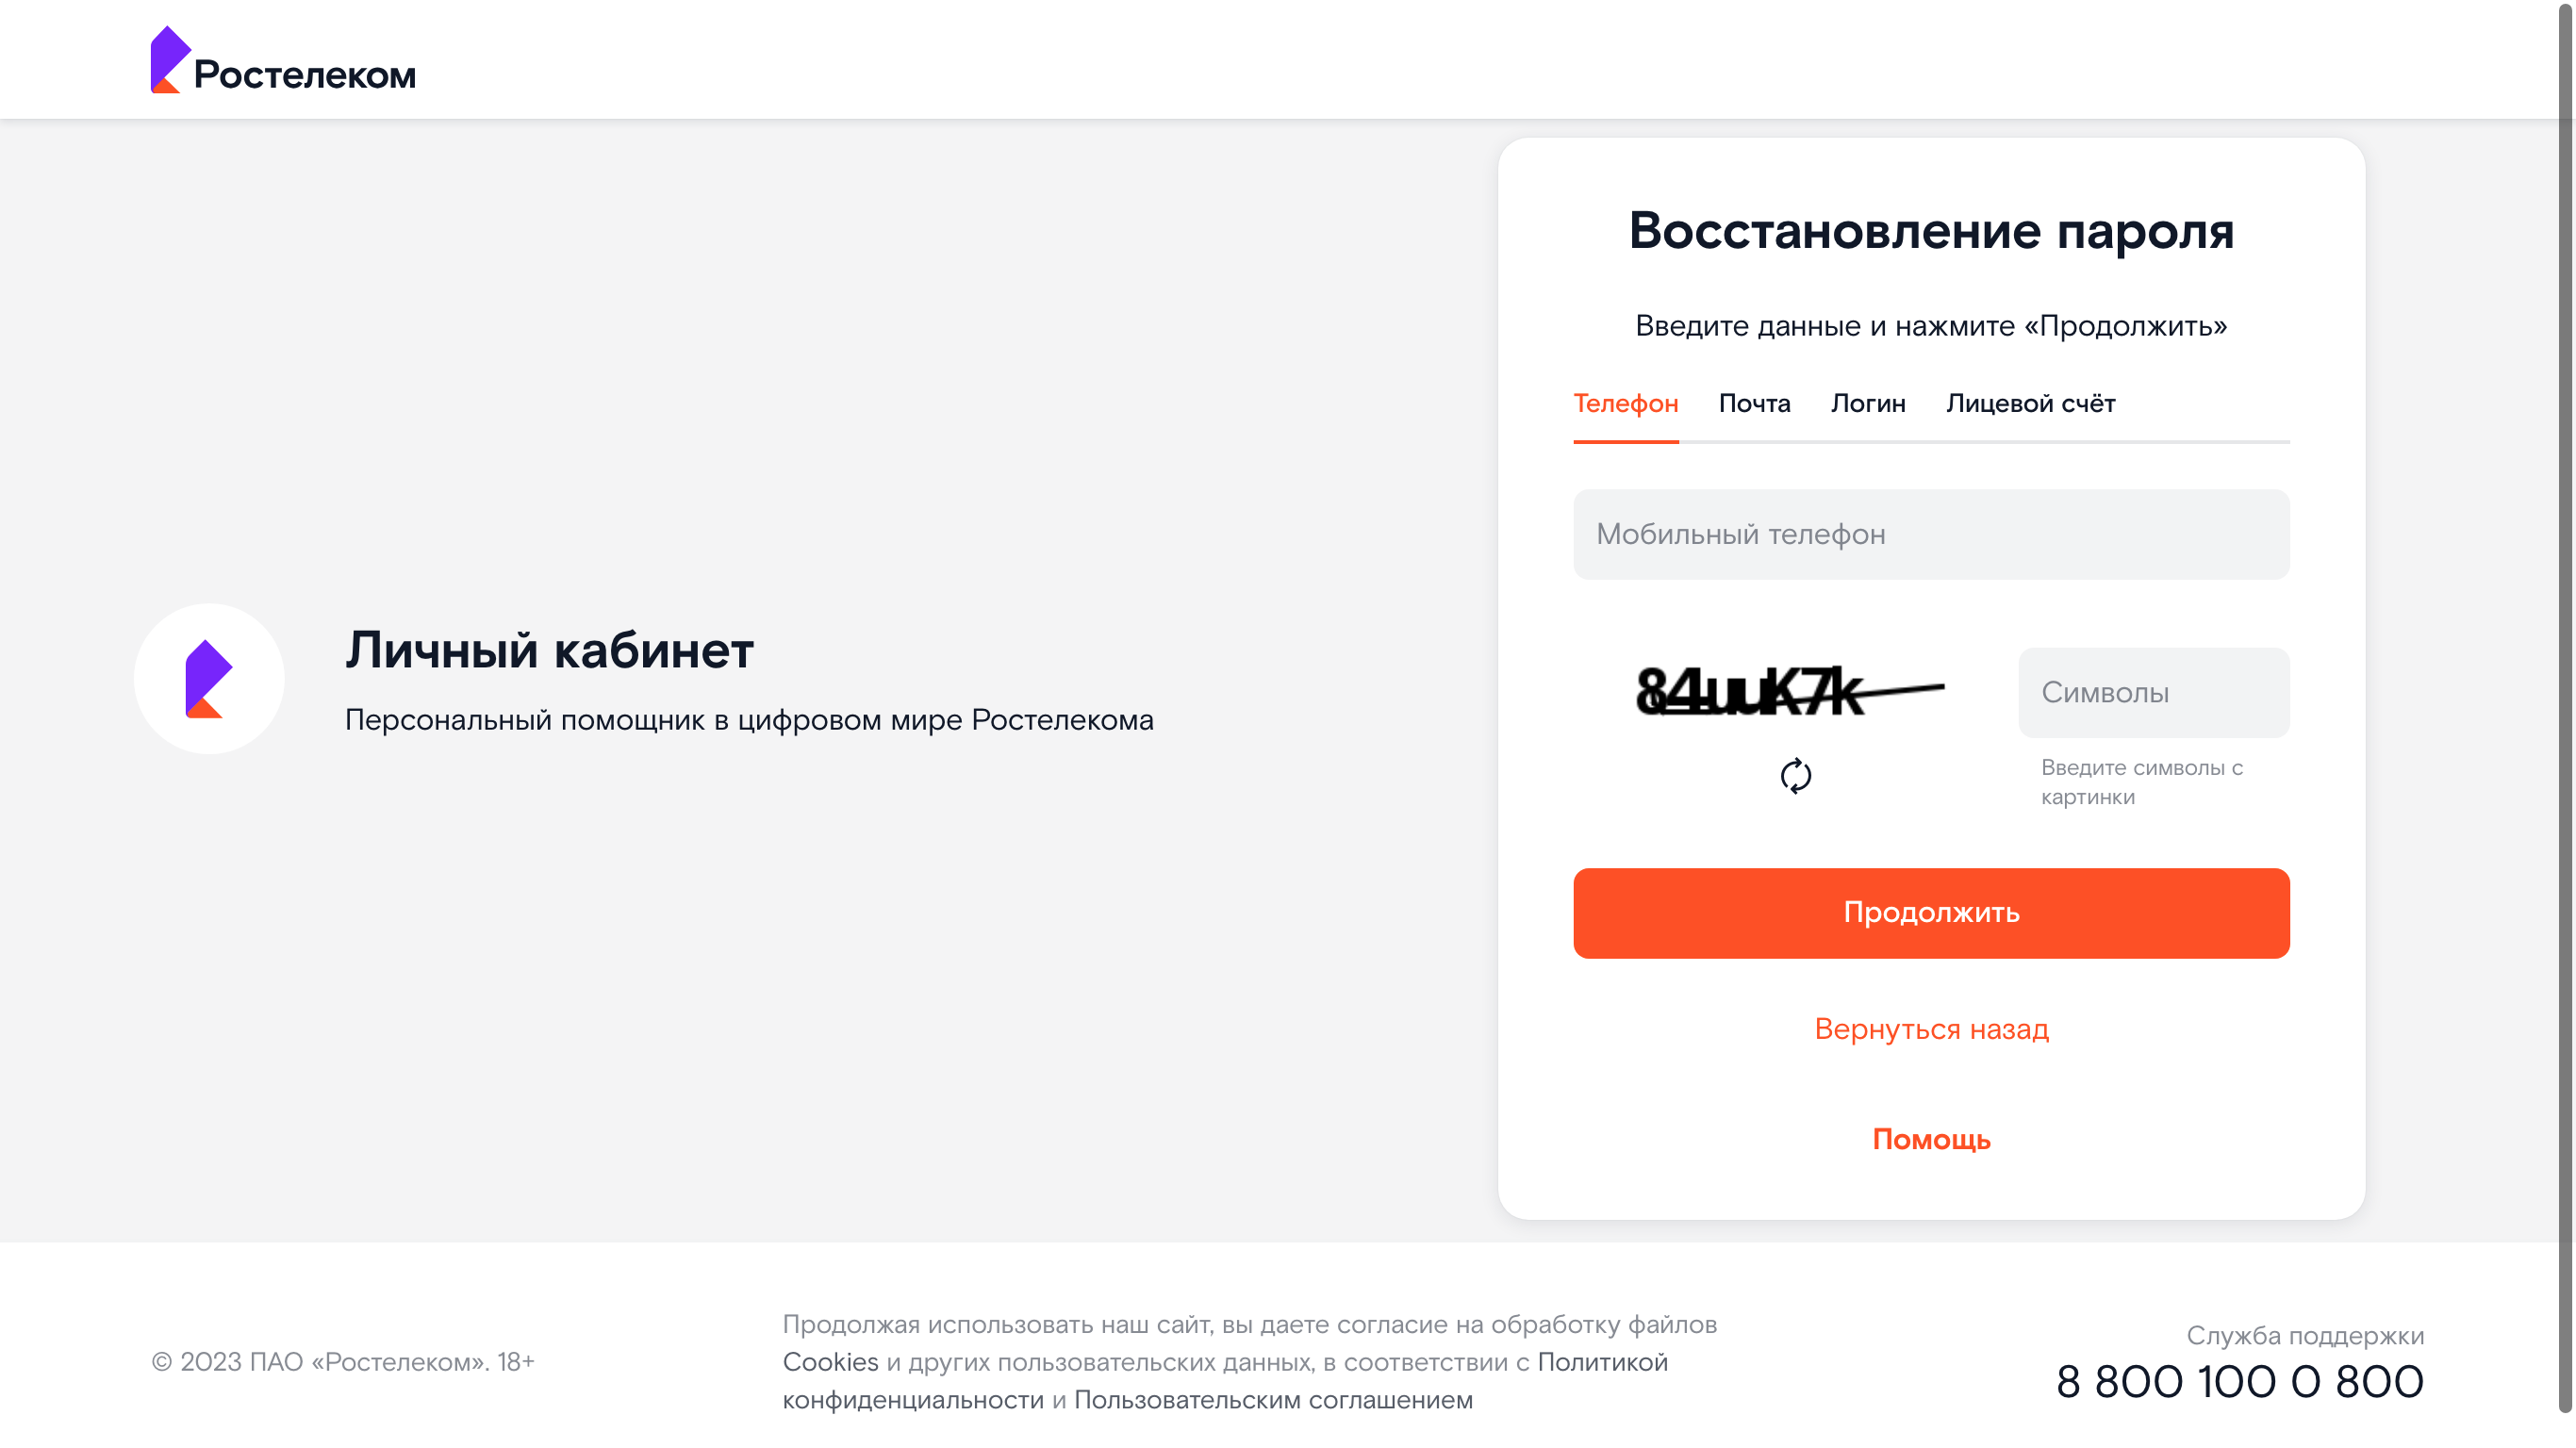 Ростелеком
Восстановление пароля
Введите данные и нажмите «Продолжить»
Телефон Почта Логин Лицевой счёт
Мобильный телефон
Личный кабинет
Персональный помощник в цифровом мире Ростелекома
Символы
Введите символы с
картинки
Продолжить
Вернуться назад
Помощь
© 2023 ПАО «Ростелеком». 18+
Продолжая использовать наш сайт, вы даете согласие на обработку файлов
Cookies и других пользовательских данных, в соответствии с Политикой
конфиденциальности и Пользовательским соглашением
Служба поддержки
8 800 100 0 800